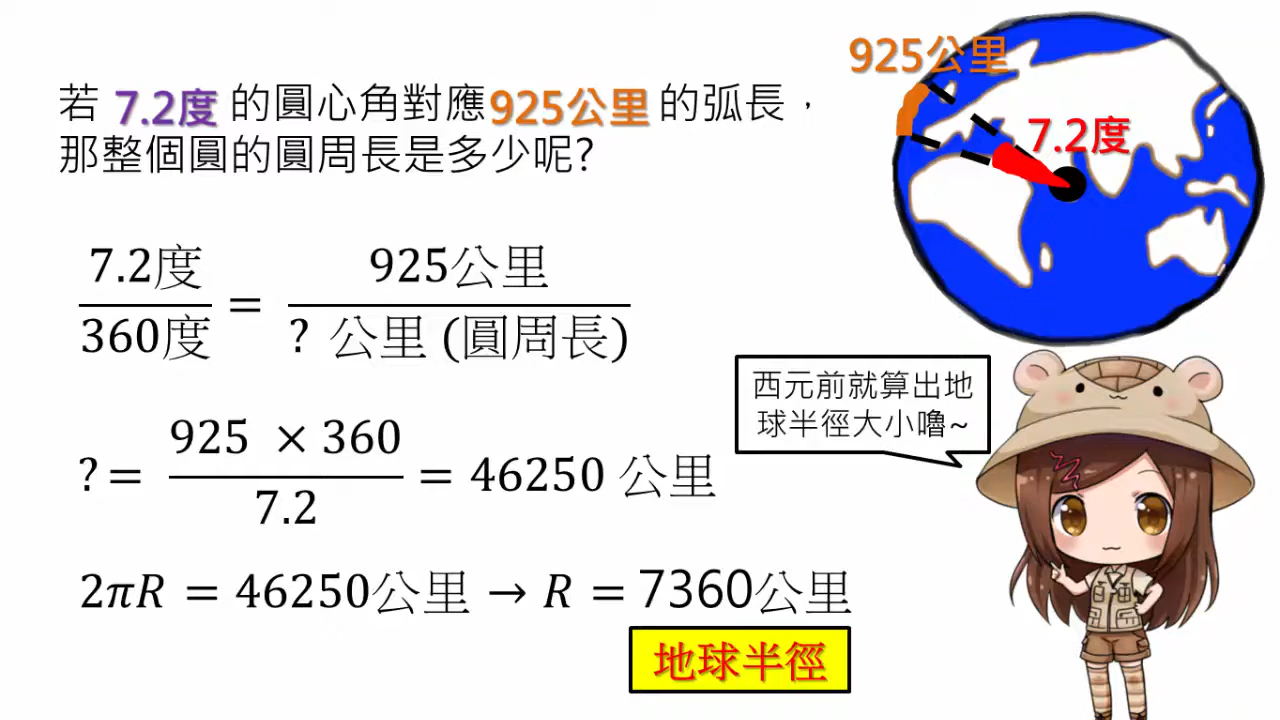 925公里
若 7.2度 的圓心角對應925公里 的弧長，
那整個圓的圓周長是多少呢?
7.2度
7.2度/360度 = 925公里/? 公里 (圓周長)
西元前就算出地
球半徑大小嚕~
?= 925 ×360/7.2 = 46250 公里
2πR = 46250公里 → R = 7360公里
地球半徑